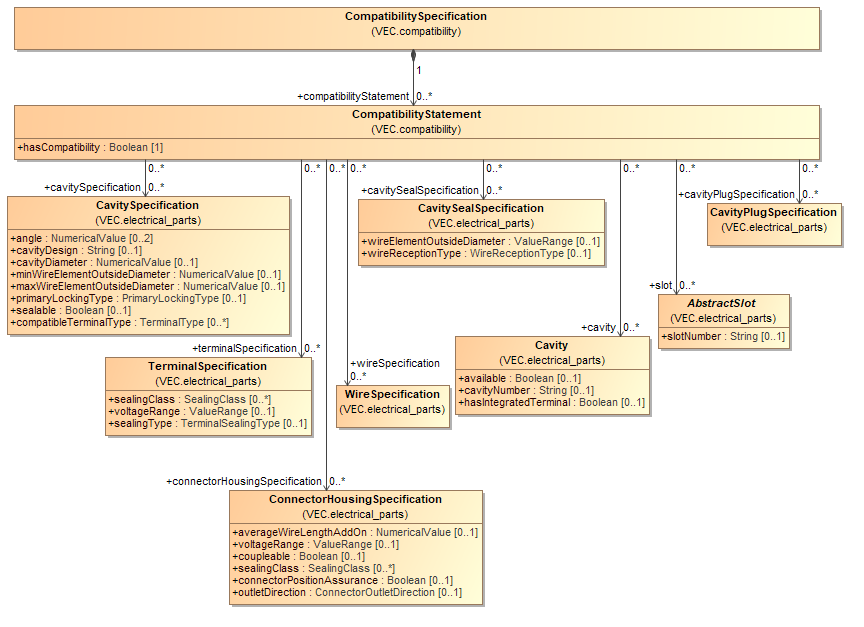 CompatibilitySpecification
(VEC.compatibility)
1
+compatibilityStatement 0..*
CompatibilityStatement
(VEC.compatibility)
+hasCompatibility : Boolean [1]
0..* 0..* 0..* 0..* 0..* 0..* 0..* 0..*
+cavitySpecification 0..*
CavitySpecification
(VEC.electrical_parts)
+angle : NumericalValue [0..2]
+cavityDesign : String [0..1]
+cavityDiameter : NumericalValue [0..1]
+minWireElementOutsideDiameter : NumericalValue [0..1]
+maxWireElementOutsideDiameter : NumericalValue [0..1]
+primaryLockingType : PrimaryLockingType [0..1]
+sealable : Boolean [0..1]
+compatibleTerminalType : TerminalType [0..*]
+cavitySealSpecification 0..*
CavitySealSpecification
(VEC.electrical_parts)
+wireElementOutsideDiameter : ValueRange [0..1]
+wireReceptionType : WireReceptionType [0..1]
+cavityPlugSpecification 0..*
CavityPlugSpecification
(VEC.electrical_parts)
+slot 0..*
AbstractSlot
(VEC.electrical_parts)
+slotNumber : String [0..1]
+cavity 0..*
Cavity
(VEC.electrical_parts)
+available : Boolean [0..1]
+cavityNumber : String [0..1]
+hasIntegratedTerminal : Boolean [0..1]
+terminalSpecification 0..*
TerminalSpecification
(VEC.electrical_parts)
+sealingClass : SealingClass [0..*]
+voltageRange : ValueRange [0..1]
+sealingType : TerminalSealingType [0..1]
+wireSpecification
0..*
WireSpecification
(VEC.electrical_parts)
+connectorHousingSpecification 0..*
ConnectorHousingSpecification
(VEC.electrical_parts)
+averageWireLengthAddOn : NumericalValue [0..1]
+voltageRange : ValueRange [0..1]
+coupleable : Boolean [0..1]
+sealingClass : SealingClass [0..*]
+connectorPositionAssurance : Boolean [0..1]
+outletDirection : ConnectorOutletDirection [0..1]